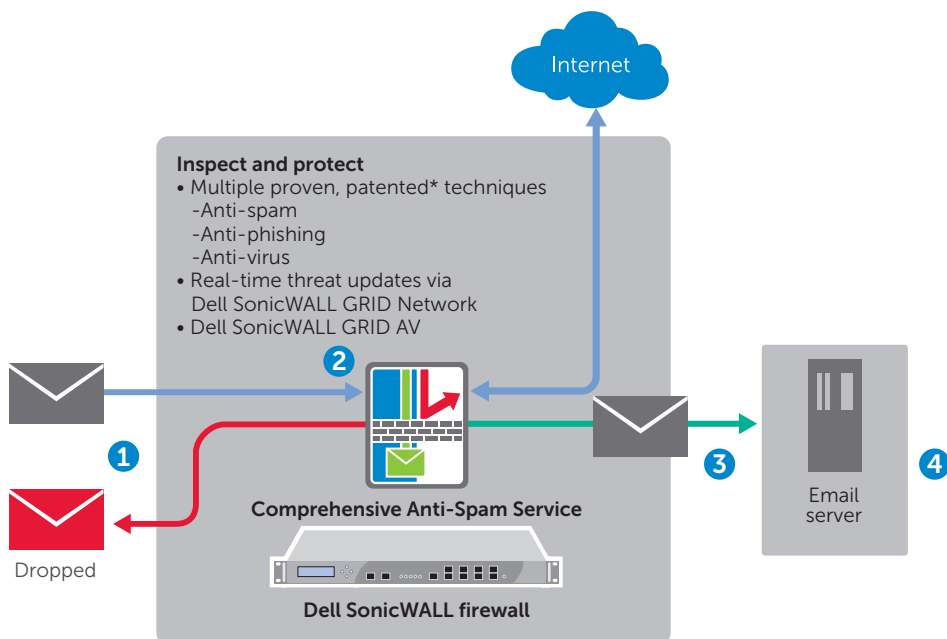 Internet
Inspect and protect
• Multiple proven, patented* techniques
-Anti-spam
-Anti-phishing
-Anti-virus
• Real-time threat updates via
Dell SonicWALL GRID Network
• Dell SonicWALL GRID AV
2
1
3
4
Email
server
Comprehensive Anti-Spam Service
Dropped
Dell SonicWALL firewall